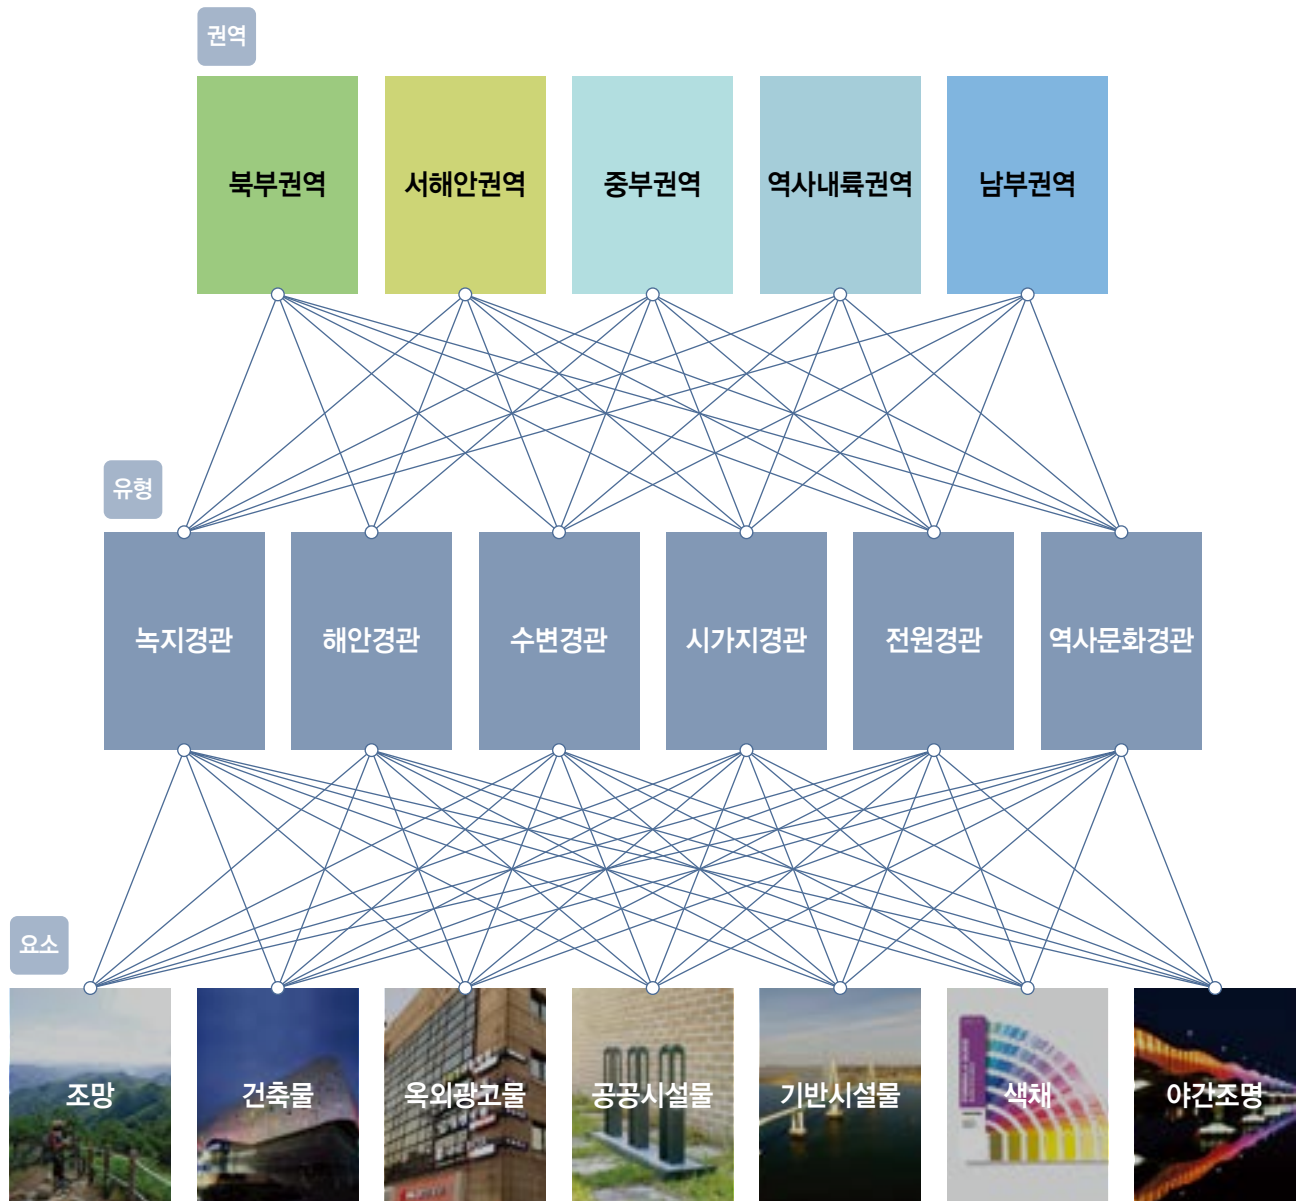 권역
북부권역
서해안권역
중부권역
역사내륙권역
남부권역
유형
녹지경관
해안경관
수변경관
시가지경관
전원경관
역사문화경관
요소
조망
건축물
옥외광고물
공공시설물
기반시설물
색채
야간조명